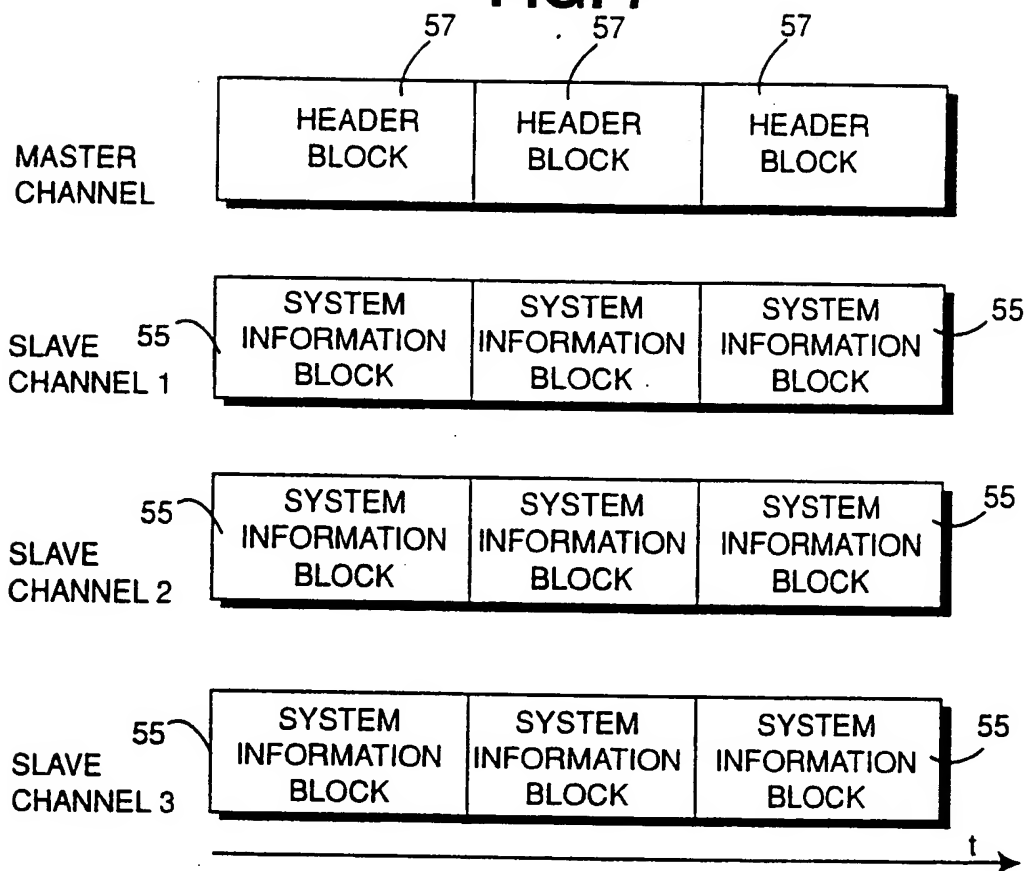 57 57 57
HEADER BLOCK HEADER BLOCK HEADER BLOCK
MASTER CHANNEL
SYSTEM INFORMATION BLOCK SYSTEM INFORMATION BLOCK SYSTEM INFORMATION BLOCK
55 55
SLAVE CHANNEL 1
SYSTEM INFORMATION BLOCK SYSTEM INFORMATION BLOCK SYSTEM INFORMATION BLOCK
55 55
SLAVE CHANNEL 2
SYSTEM INFORMATION BLOCK SYSTEM INFORMATION BLOCK SYSTEM INFORMATION BLOCK
55 55
SLAVE CHANNEL 3
t